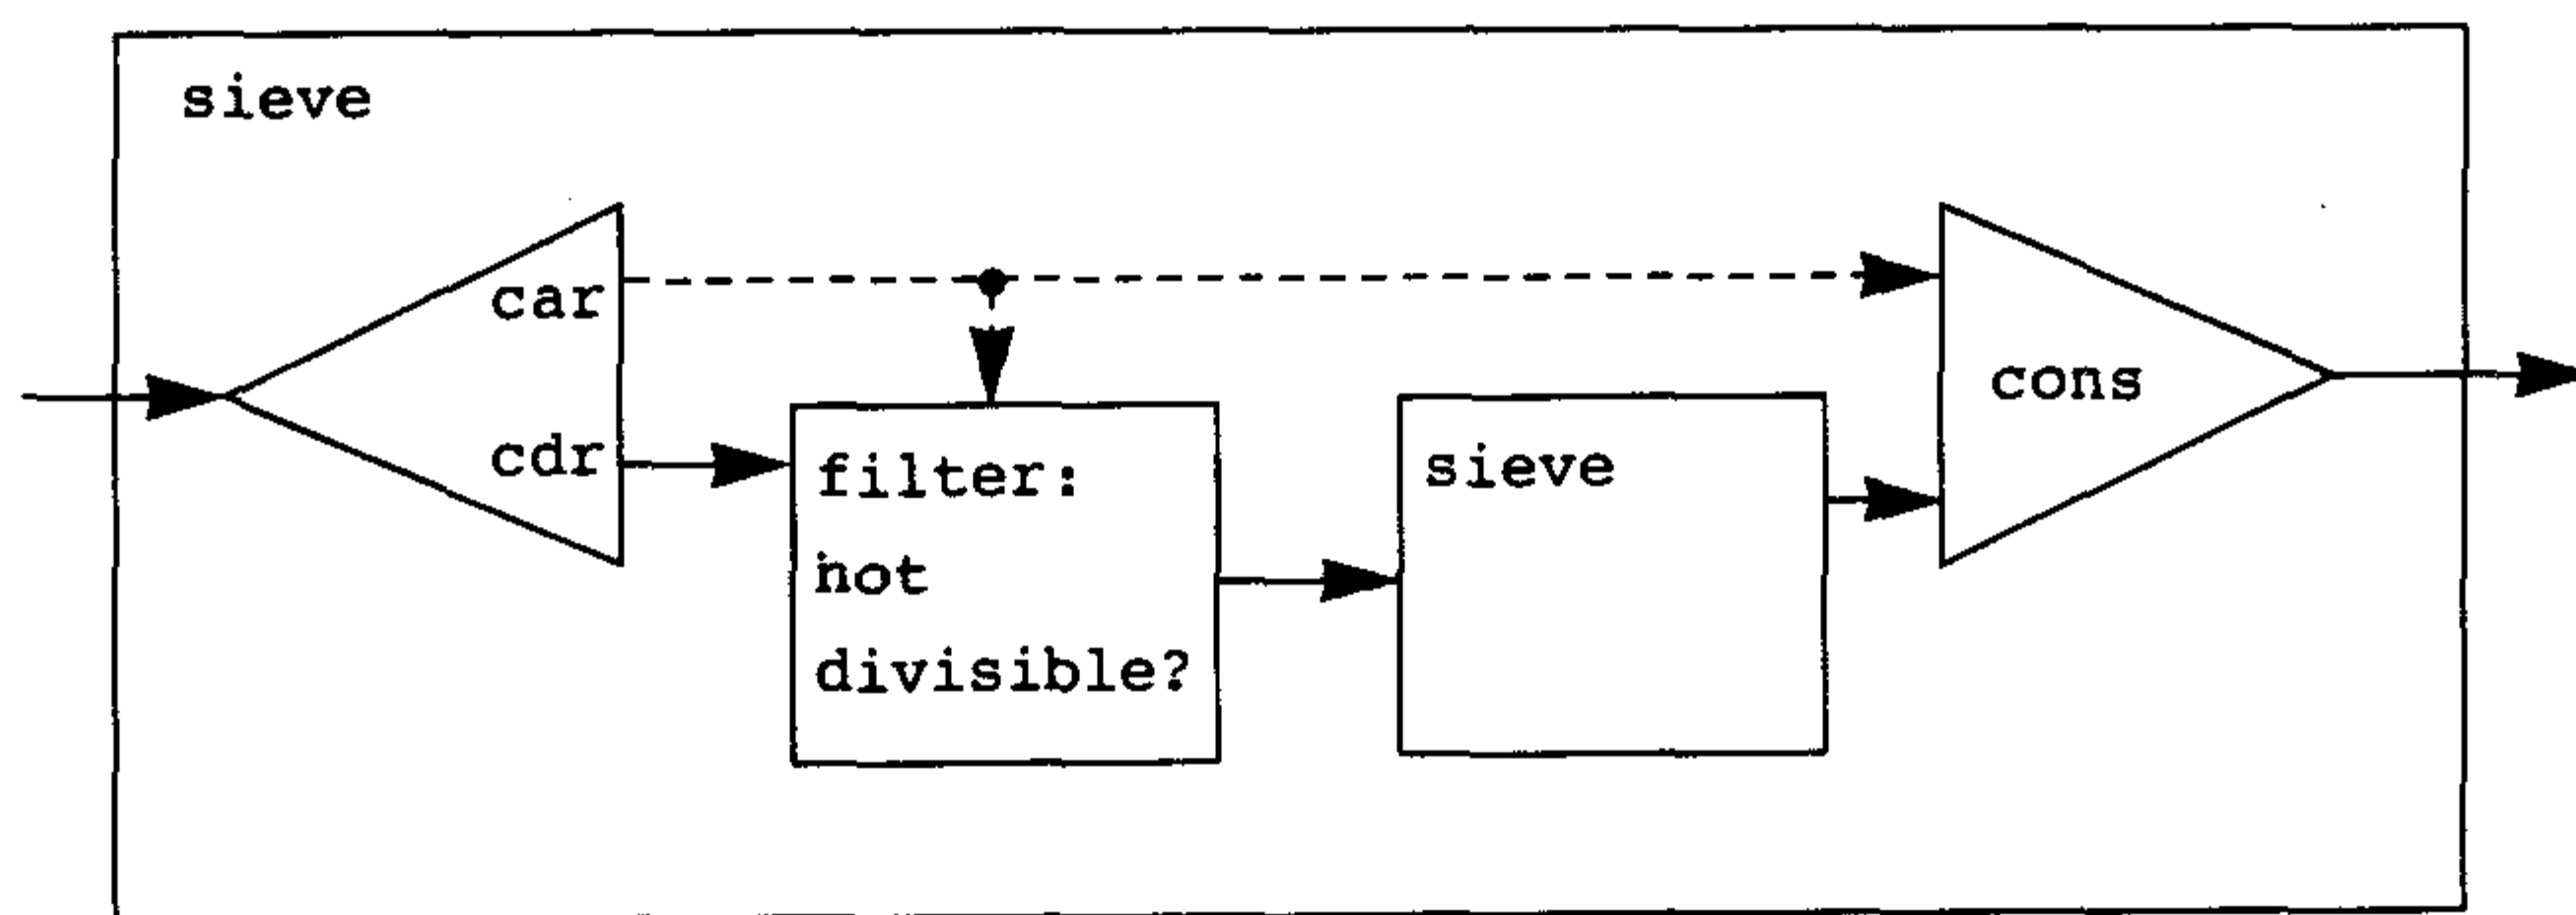 sieve
car
cdr
filter:
not
divisible?
sieve
cons